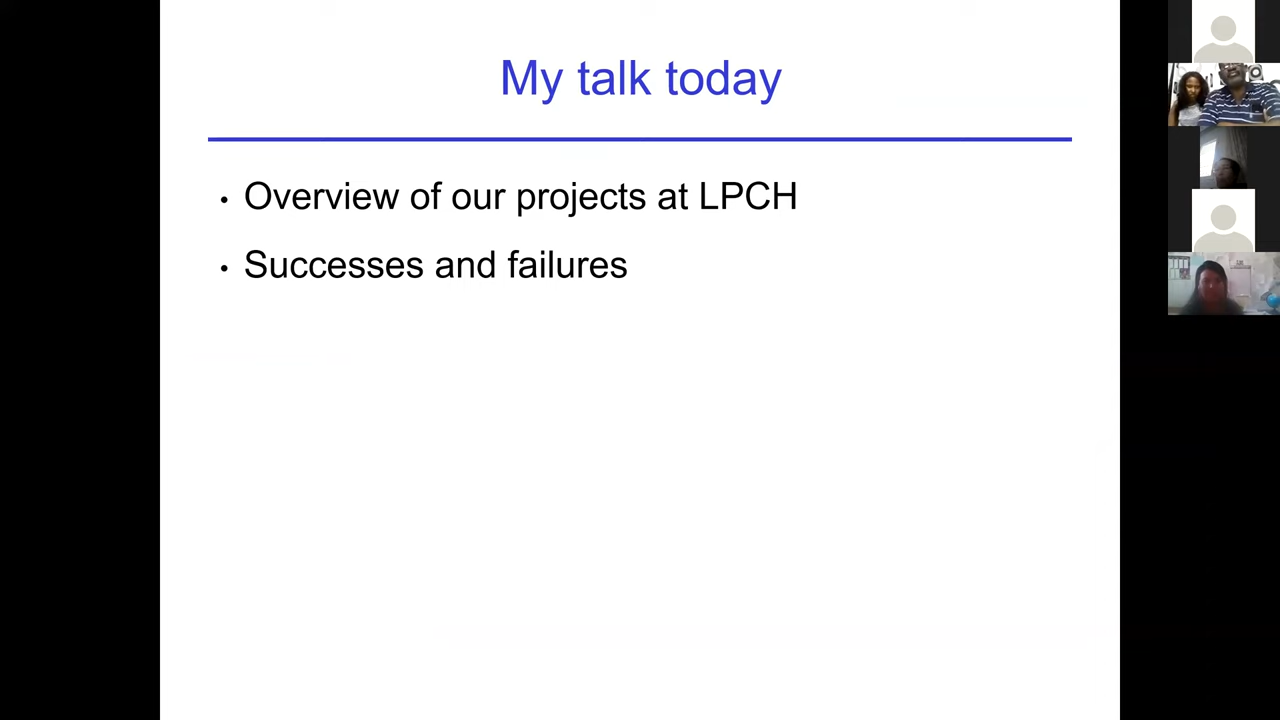 My talk today
• Overview of our projects at LPCH
• Successes and failures